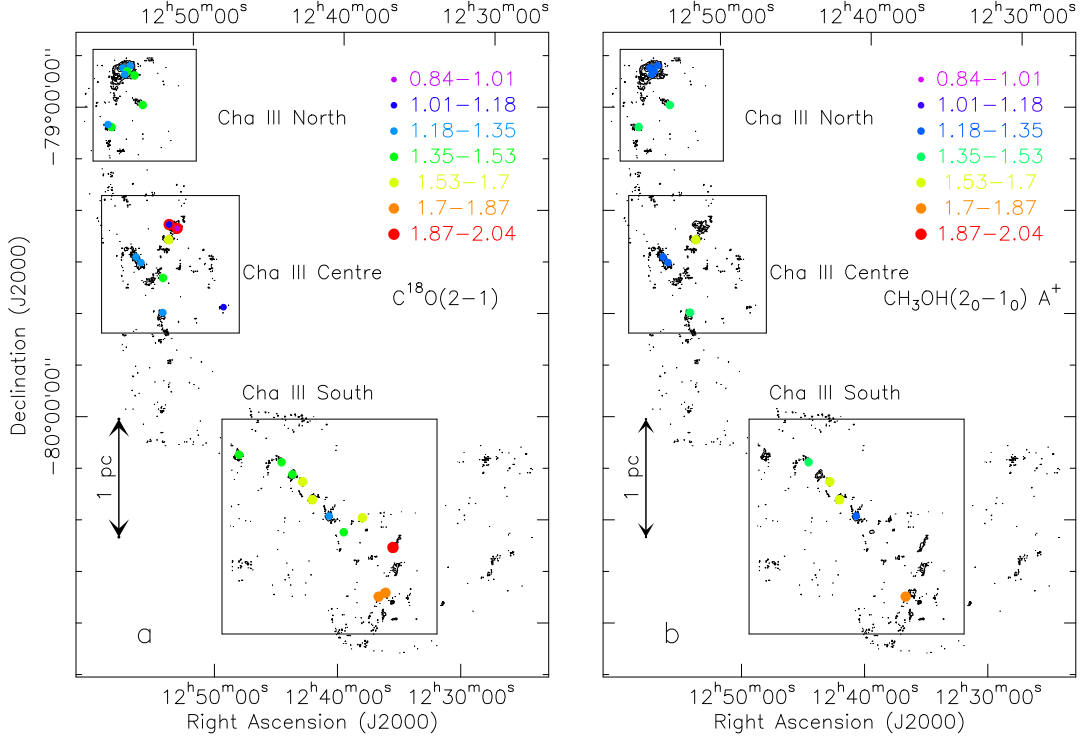 12ʰ50ᵐ00ˢ 12ʰ40ᵐ00ˢ 12ʰ30ᵐ00ˢ
12ʰ50ᵐ00ˢ 12ʰ40ᵐ00ˢ 12ʰ30ᵐ00ˢ
Declination (J2000)
−79°00'00''
−80°00'00''
0.84−1.01
1.01−1.18
1.18−1.35
1.35−1.53
1.53−1.7
1.7−1.87
1.87−2.04
Cha III North
Cha III Centre
C¹⁸O(2−1)
Cha III South
1 pc
a
12ʰ50ᵐ00ˢ 12ʰ40ᵐ00ˢ 12ʰ30ᵐ00ˢ
Right Ascension (J2000)
0.84−1.01
1.01−1.18
1.18−1.35
1.35−1.53
1.53−1.7
1.7−1.87
1.87−2.04
Cha III North
Cha III Centre
CH₃OH(2₀−1₀) A⁺
Cha III South
1 pc
b
12ʰ50ᵐ00ˢ 12ʰ40ᵐ00ˢ 12ʰ30ᵐ00ˢ
Right Ascension (J2000)